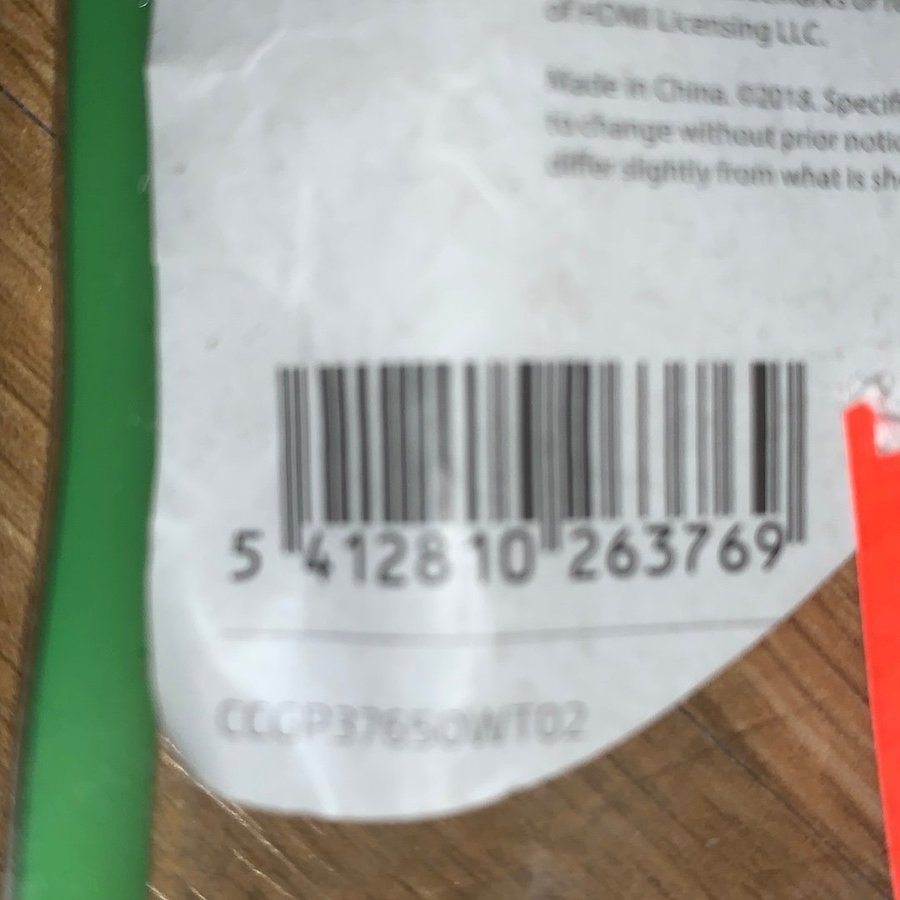 of HDMI Licensing LLC.
Made in China. ©2018. Specifi
to change without prior notic
differ slightly from what is sh
5 412810 263769
CCGP37650WT02